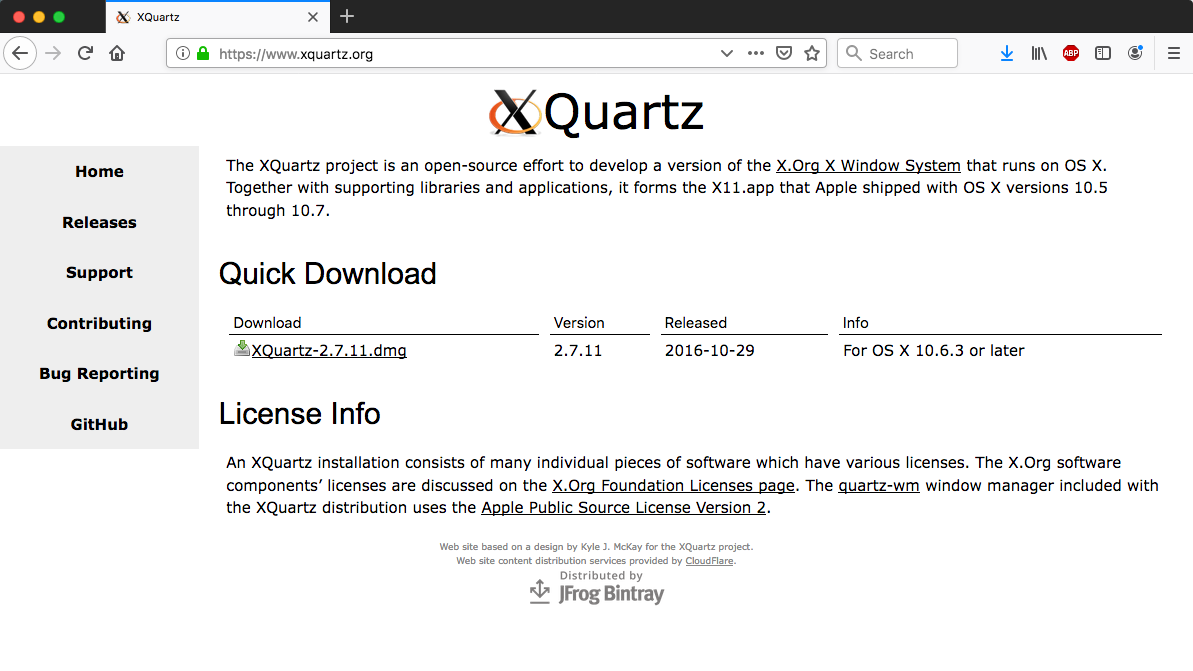 XQuartz
https://www.xquartz.org
Search
ABP
XQuartz
Home
Releases
Support
Contributing
Bug Reporting
GitHub
The XQuartz project is an open-source effort to develop a version of the X.Org X Window System that runs on OS X.
Together with supporting libraries and applications, it forms the X11.app that Apple shipped with OS X versions 10.5
through 10.7.
Quick Download
Download Version Released Info
XQuartz-2.7.11.dmg 2.7.11 2016-10-29 For OS X 10.6.3 or later
License Info
An XQuartz installation consists of many individual pieces of software which have various licenses. The X.Org software
components’ licenses are discussed on the X.Org Foundation Licenses page. The quartz-wm window manager included with
the XQuartz distribution uses the Apple Public Source License Version 2.
Web site based on a design by Kyle J. McKay for the XQuartz project.
Web site content distribution services provided by CloudFlare.
Distributed by
JFrog Bintray